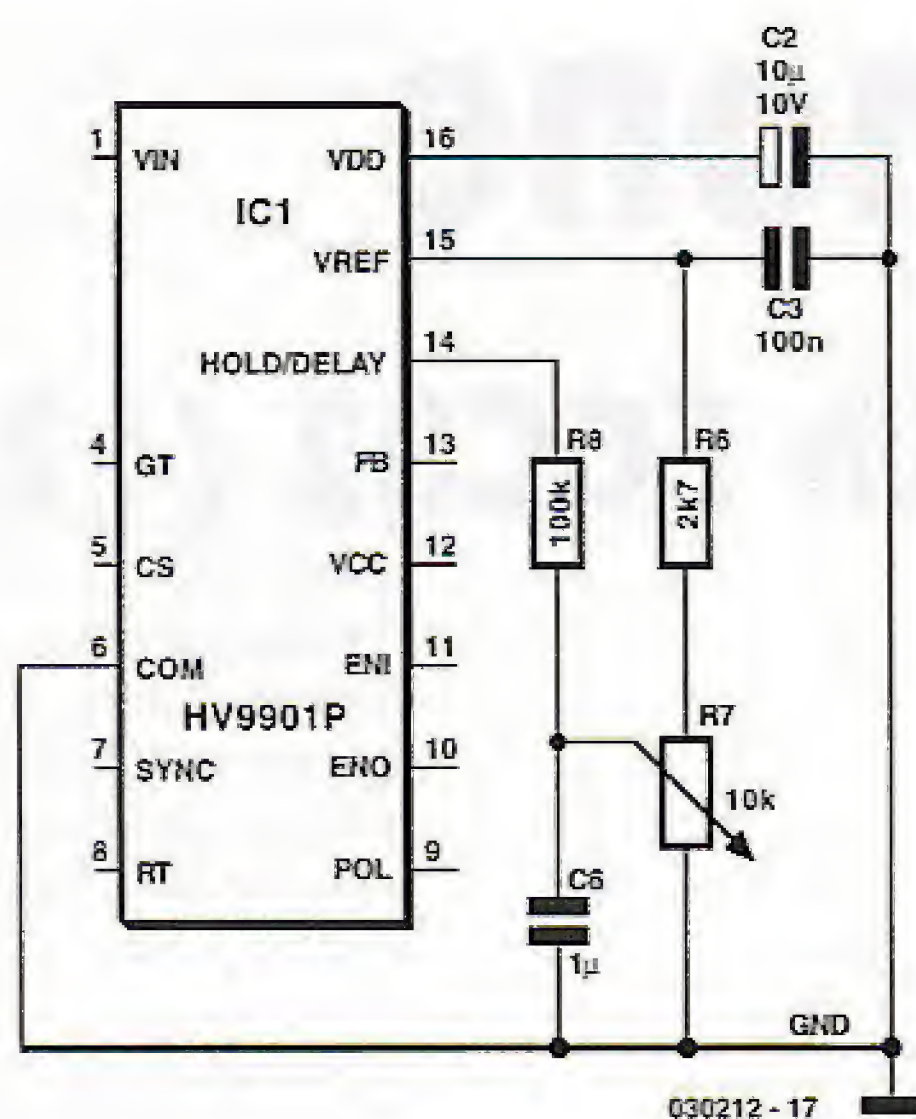 C2
10µ
10V
1
VIN
VDD
16
IC1
VREF
15
C3
100n
HOLD/DELAY
14
R8
R6
4
GT
FB
13
100k
2k7
5
CS
VCC
12
6
COM
ENI
11
HV9901P
R7
7
SYNC
ENO
10
10k
8
RT
POL
9
C6
1µ
GND
030212 - 17